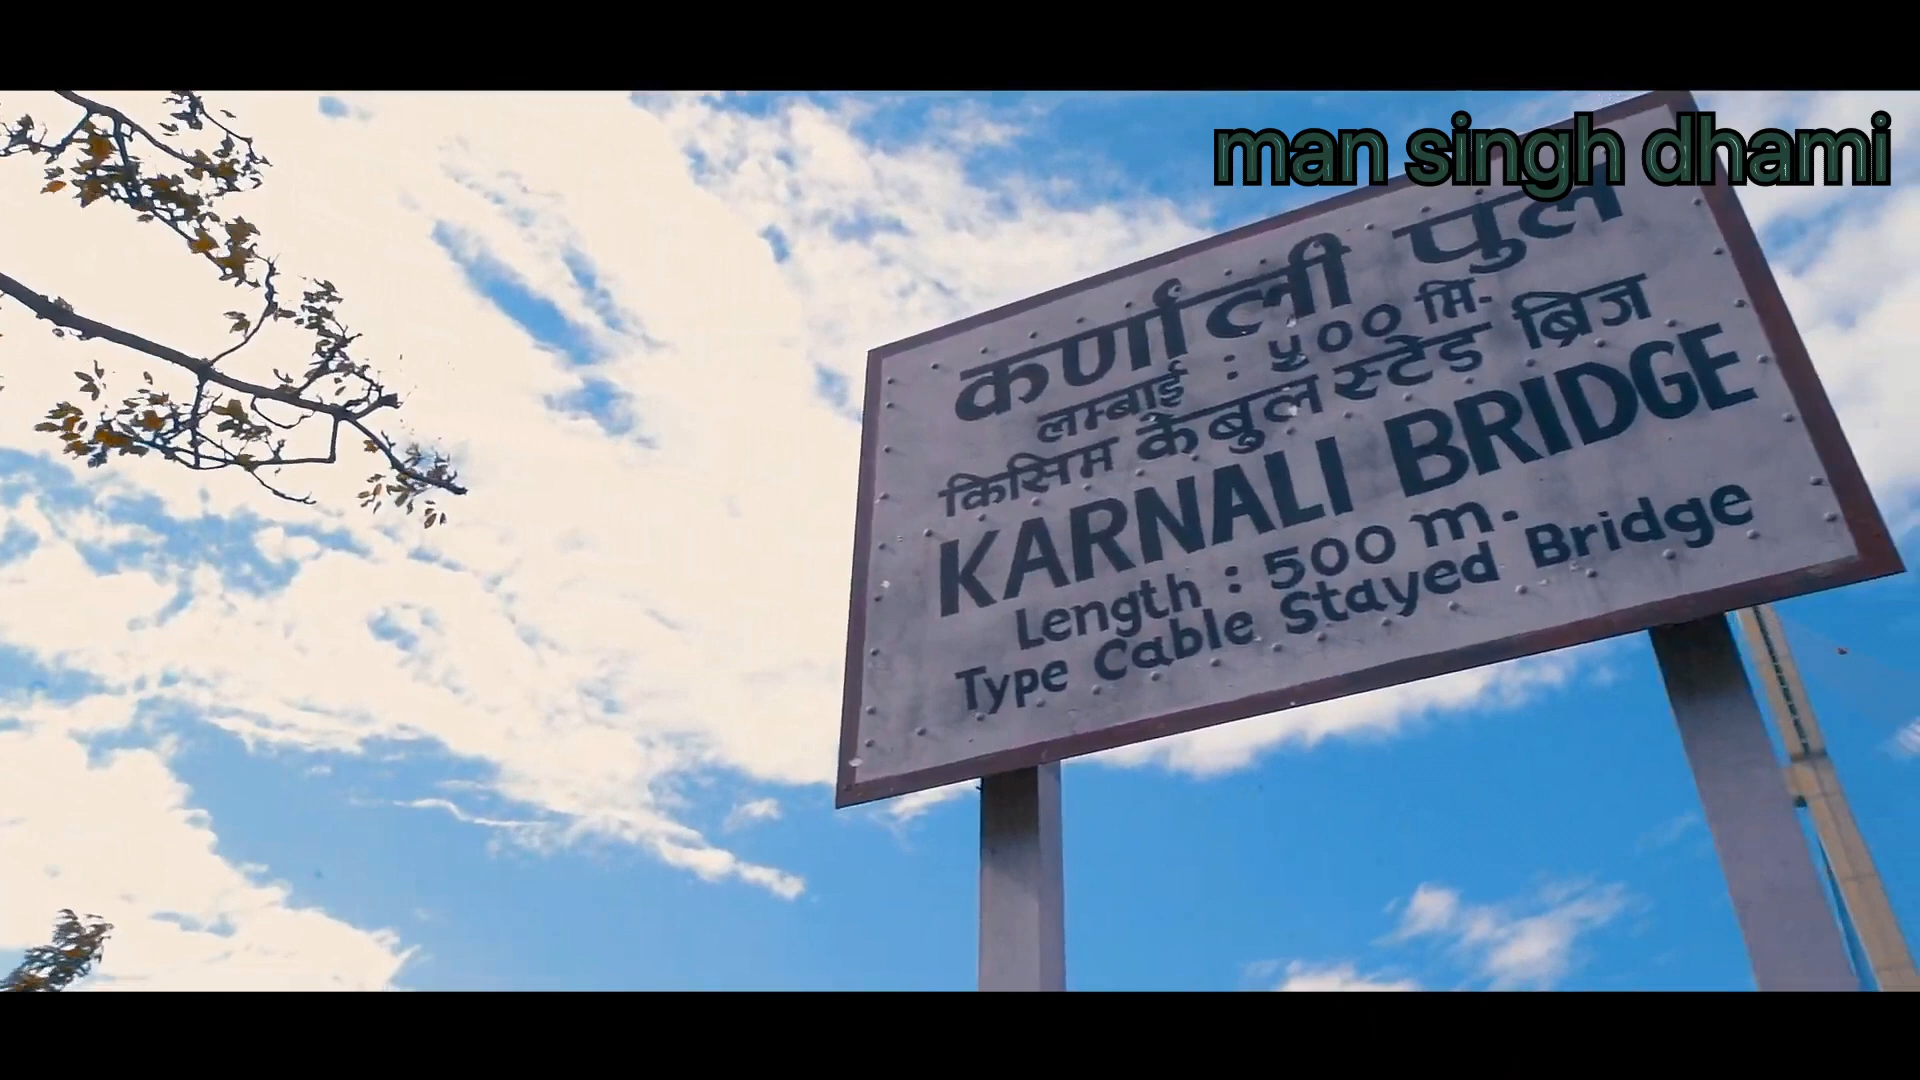 man singh dhami
कर्णाली पुल
लम्बाई : ५०० मि.
किसिम केबुल स्टेड ब्रिज
KARNALI BRIDGE
Length : 500 m.
Type Cable Stayed Bridge